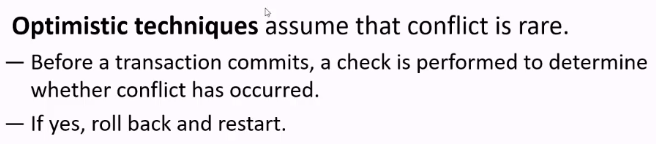 Optimistic techniques assume that conflict is rare.
— Before a transaction commits, a check is performed to determine
whether conflict has occurred.
— If yes, roll back and restart.